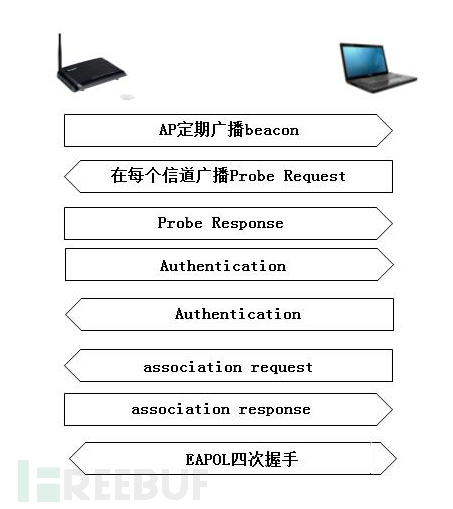 AP定期广播beacon
在每个信道广播Probe Request
Probe Response
Authentication
Authentication
association request
association response
EAPOL四次握手
FREEBUF